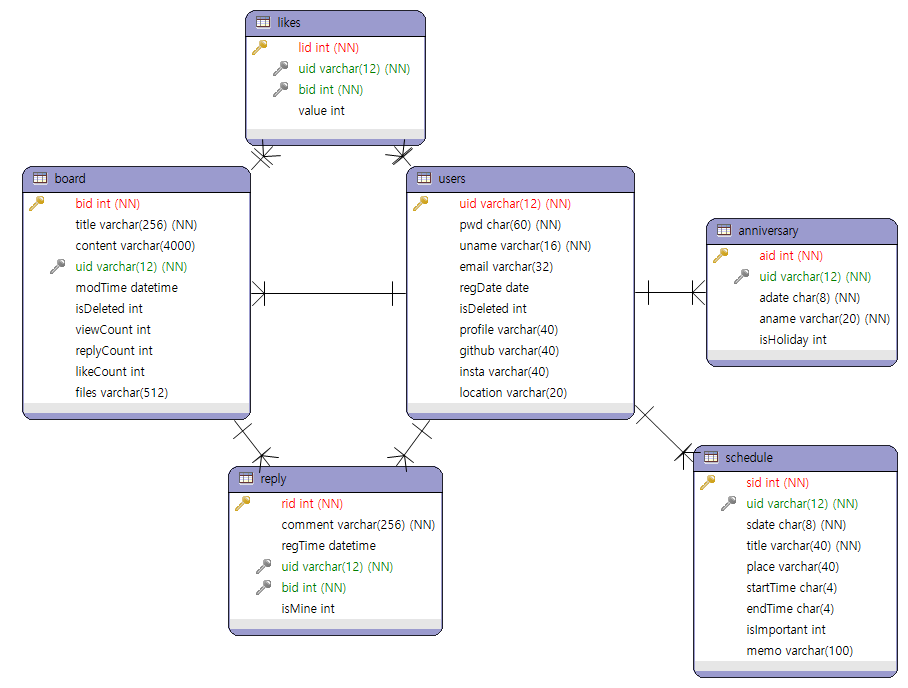 likes
lid int (NN)
uid varchar(12) (NN)
bid int (NN)
value int
board
bid int (NN)
title varchar(256) (NN)
content varchar(4000)
uid varchar(12) (NN)
modTime datetime
isDeleted int
viewCount int
replyCount int
likeCount int
files varchar(512)
users
uid varchar(12) (NN)
pwd char(60) (NN)
uname varchar(16) (NN)
email varchar(32)
regDate date
isDeleted int
profile varchar(40)
github varchar(40)
insta varchar(40)
location varchar(20)
anniversary
aid int (NN)
uid varchar(12) (NN)
adate char(8) (NN)
aname varchar(20) (NN)
isHoliday int
reply
rid int (NN)
comment varchar(256) (NN)
regTime datetime
uid varchar(12) (NN)
bid int (NN)
isMine int
schedule
sid int (NN)
uid varchar(12) (NN)
sdate char(8) (NN)
title varchar(40) (NN)
place varchar(40)
startTime char(4)
endTime char(4)
isImportant int
memo varchar(100)